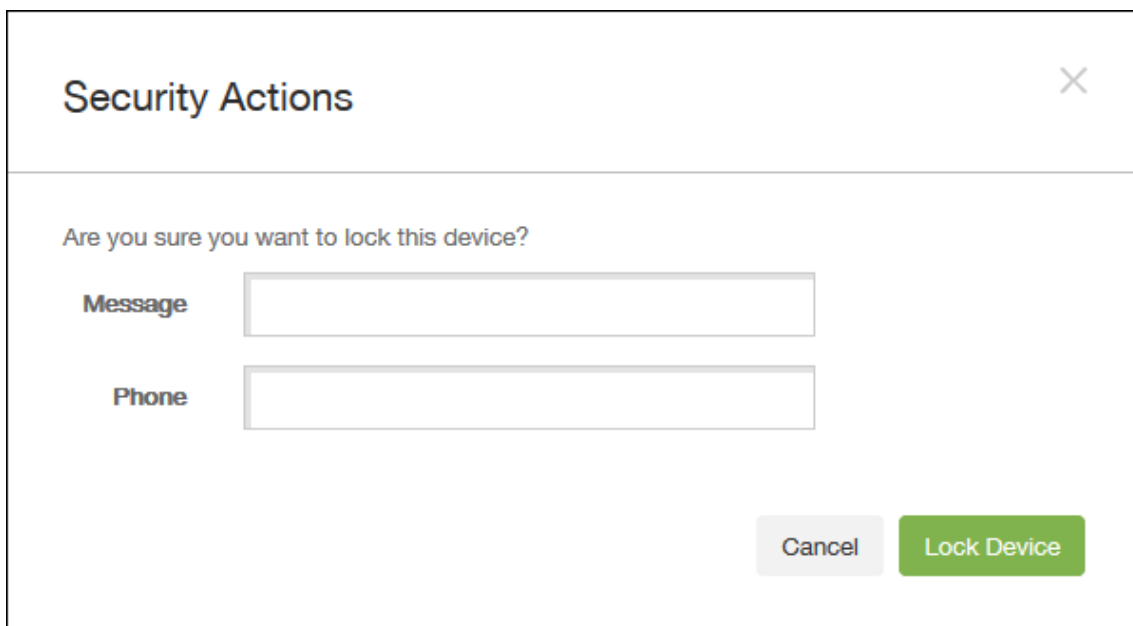 Security Actions
Are you sure you want to lock this device?
Message
Phone
Cancel
Lock Device